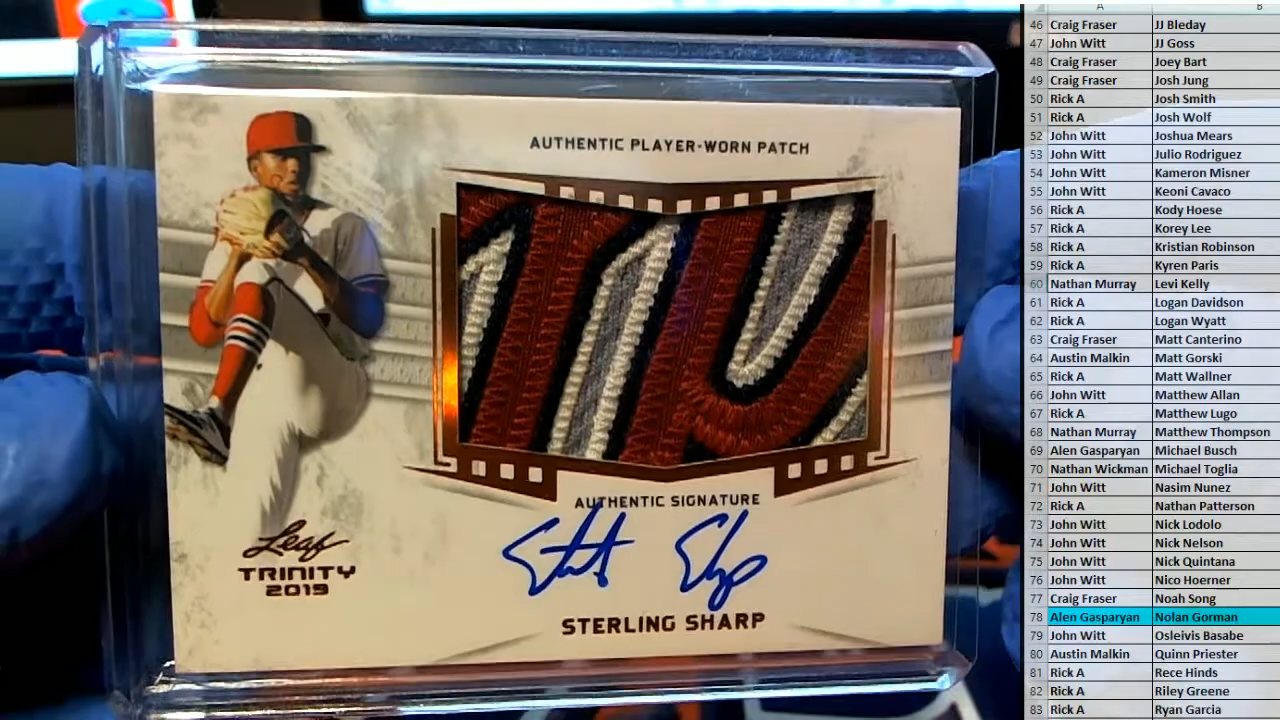 AUTHENTIC PLAYER-WORN PATCH
AUTHENTIC SIGNATURE
STERLING SHARP
Leaf
TRINITY
2019
A B
46 Craig Fraser JJ Bleday
47 John Witt JJ Goss
48 Craig Fraser Joey Bart
49 Craig Fraser Josh Jung
50 Rick A Josh Smith
51 Rick A Josh Wolf
52 John Witt Joshua Mears
53 John Witt Julio Rodriguez
54 John Witt Kameron Misner
55 John Witt Keoni Cavaco
56 Rick A Kody Hoese
57 Rick A Korey Lee
58 Rick A Kristian Robinson
59 Rick A Kyren Paris
60 Nathan Murray Levi Kelly
61 Rick A Logan Davidson
62 Rick A Logan Wyatt
63 Craig Fraser Matt Canterino
64 Austin Malkin Matt Gorski
65 Rick A Matt Wallner
66 John Witt Matthew Allan
67 Rick A Matthew Lugo
68 Nathan Murray Matthew Thompson
69 Alen Gasparyan Michael Busch
70 Nathan Wickman Michael Toglia
71 John Witt Nasim Nunez
72 Rick A Nathan Patterson
73 John Witt Nick Lodolo
74 John Witt Nick Nelson
75 John Witt Nick Quintana
76 John Witt Nico Hoerner
77 Craig Fraser Noah Song
78 Alen Gasparyan Nolan Gorman
79 John Witt Osleivis Basabe
80 Austin Malkin Quinn Priester
81 Rick A Rece Hinds
82 Rick A Riley Greene
83 Rick A Ryan Garcia